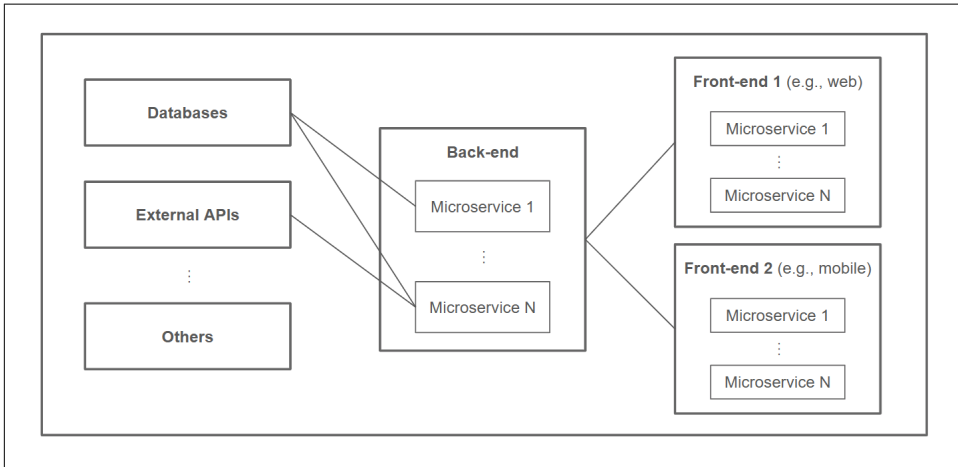 Databases
External APIs
⋮
Others
Back-end
Microservice 1
⋮
Microservice N
Front-end 1 (e.g., web)
Microservice 1
⋮
Microservice N
Front-end 2 (e.g., mobile)
Microservice 1
⋮
Microservice N